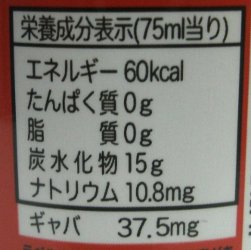 栄養成分表示(75ml当り)
エネルギー 60kcal
たんぱく質 0g
脂 質 0g
炭水化物 15g
ナトリウム 10.8mg
ギャバ 37.5mg